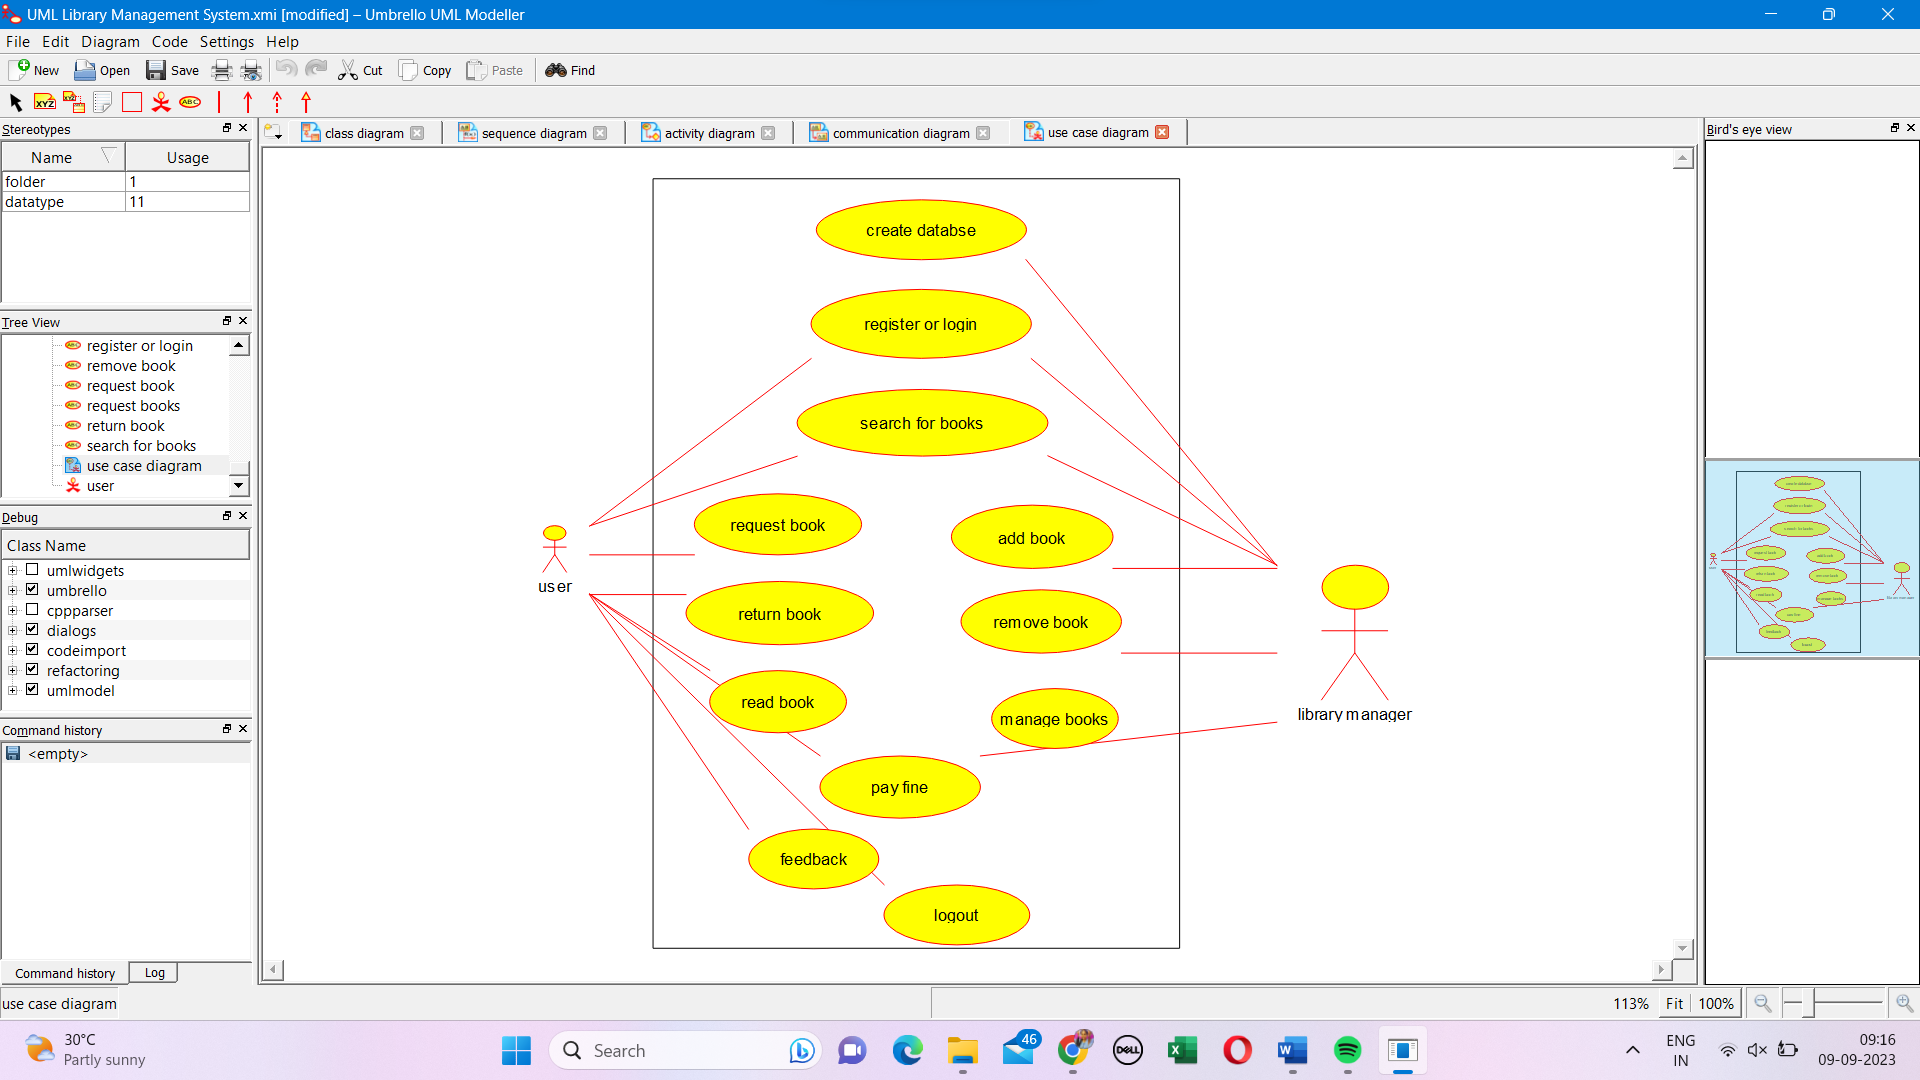 UML Library Management System.xmi [modified] – Umbrello UML Modeller
File Edit Diagram Code Settings Help
New Open Save Cut Copy Paste Find
XYZ XYZ ABC
Stereotypes
Name Usage
folder 1
datatype 11
Tree View
register or login
remove book
request book
request books
return book
search for books
use case diagram
user
Debug
Class Name
umlwidgets
umbrello
cppparser
dialogs
codeimport
refactoring
umlmodel
Command history
<empty>
Command history Log
use case diagram
class diagram sequence diagram activity diagram communication diagram use case diagram
create databse
register or login
search for books
request book
add book
user
return book
remove book
read book
manage books
library manager
pay fine
feedback
logout
Bird's eye view
113% Fit 100%
30°C
Partly sunny
Search
46
DELL
ENG
IN
09:16
09-09-2023